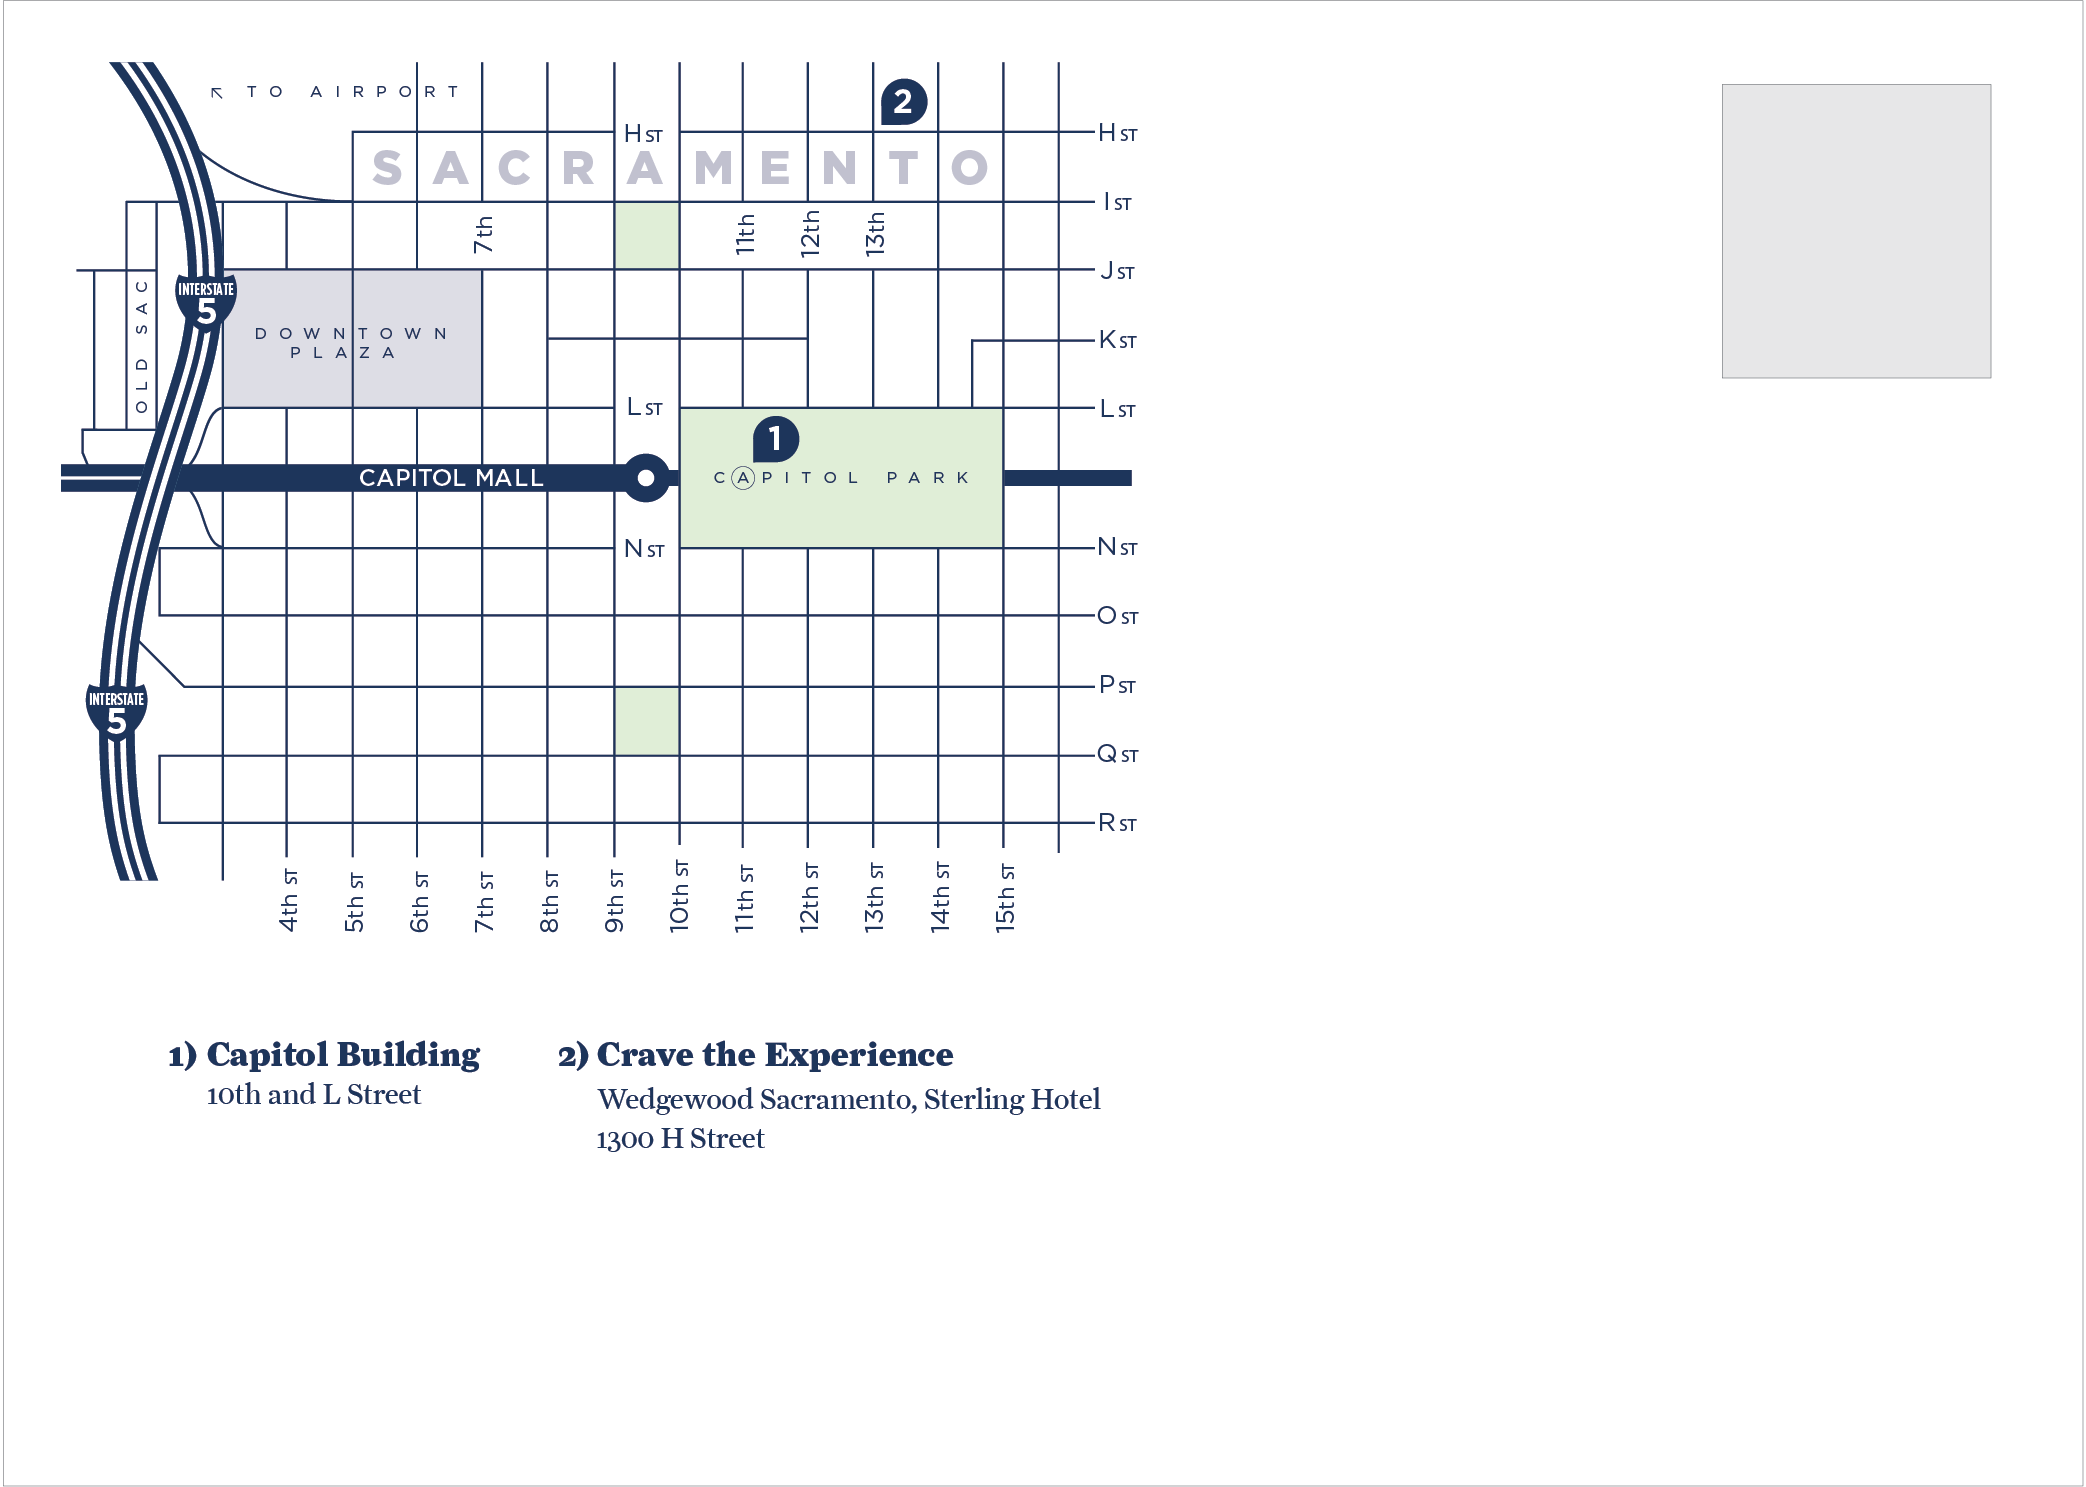 TO AIRPORT
2
H ST
H ST
SACRAMENTO
I ST
7th
11th
12th
13th
J ST
INTERSTATE
5
OLD SAC
DOWNTOWN
PLAZA
K ST
L ST
L ST
1
CAPITOL MALL
CAPITOL PARK
N ST
N ST
O ST
P ST
INTERSTATE
5
Q ST
R ST
4th ST
5th ST
6th ST
7th ST
8th ST
9th ST
10th ST
11th ST
12th ST
13th ST
14th ST
15th ST
1) Capitol Building
10th and L Street
2) Crave the Experience
Wedgewood Sacramento, Sterling Hotel
1300 H Street